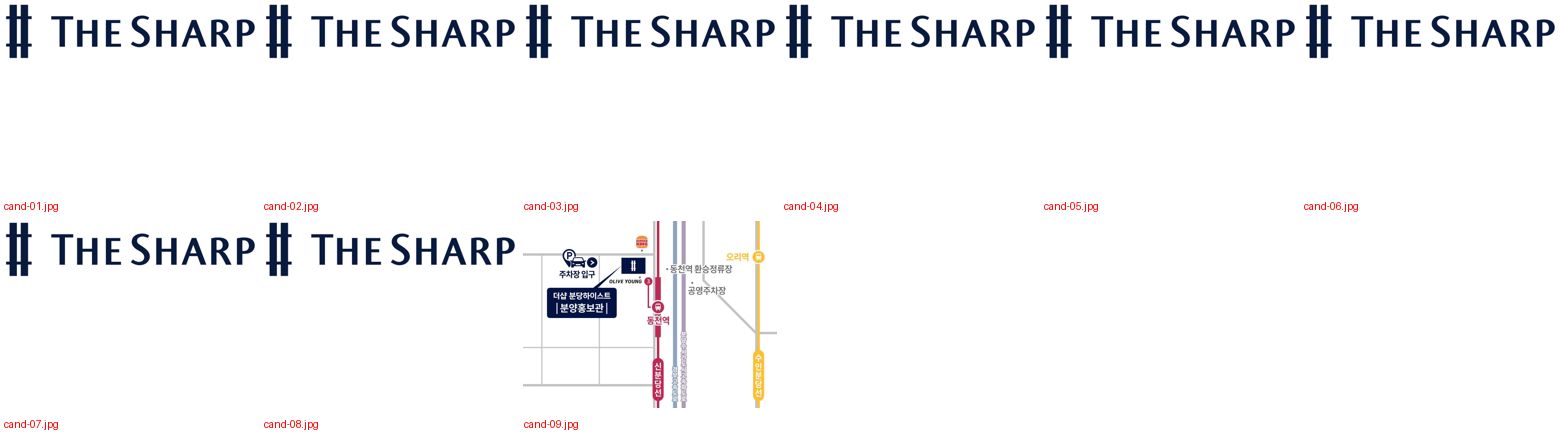 THE SHARP THE SHARP THE SHARP THE SHARP THE SHARP THE SHARP
cand-01.jpg cand-02.jpg cand-03.jpg cand-04.jpg cand-05.jpg cand-06.jpg
THE SHARP THE SHARP
P
주차장 입구
OLIVE YOUNG
3
더샵 분당하이스트
|분양홍보관|
동천역 환승정류장
공영주차장
오리역
동천역
신분당선
수인분당선
cand-07.jpg cand-08.jpg cand-09.jpg